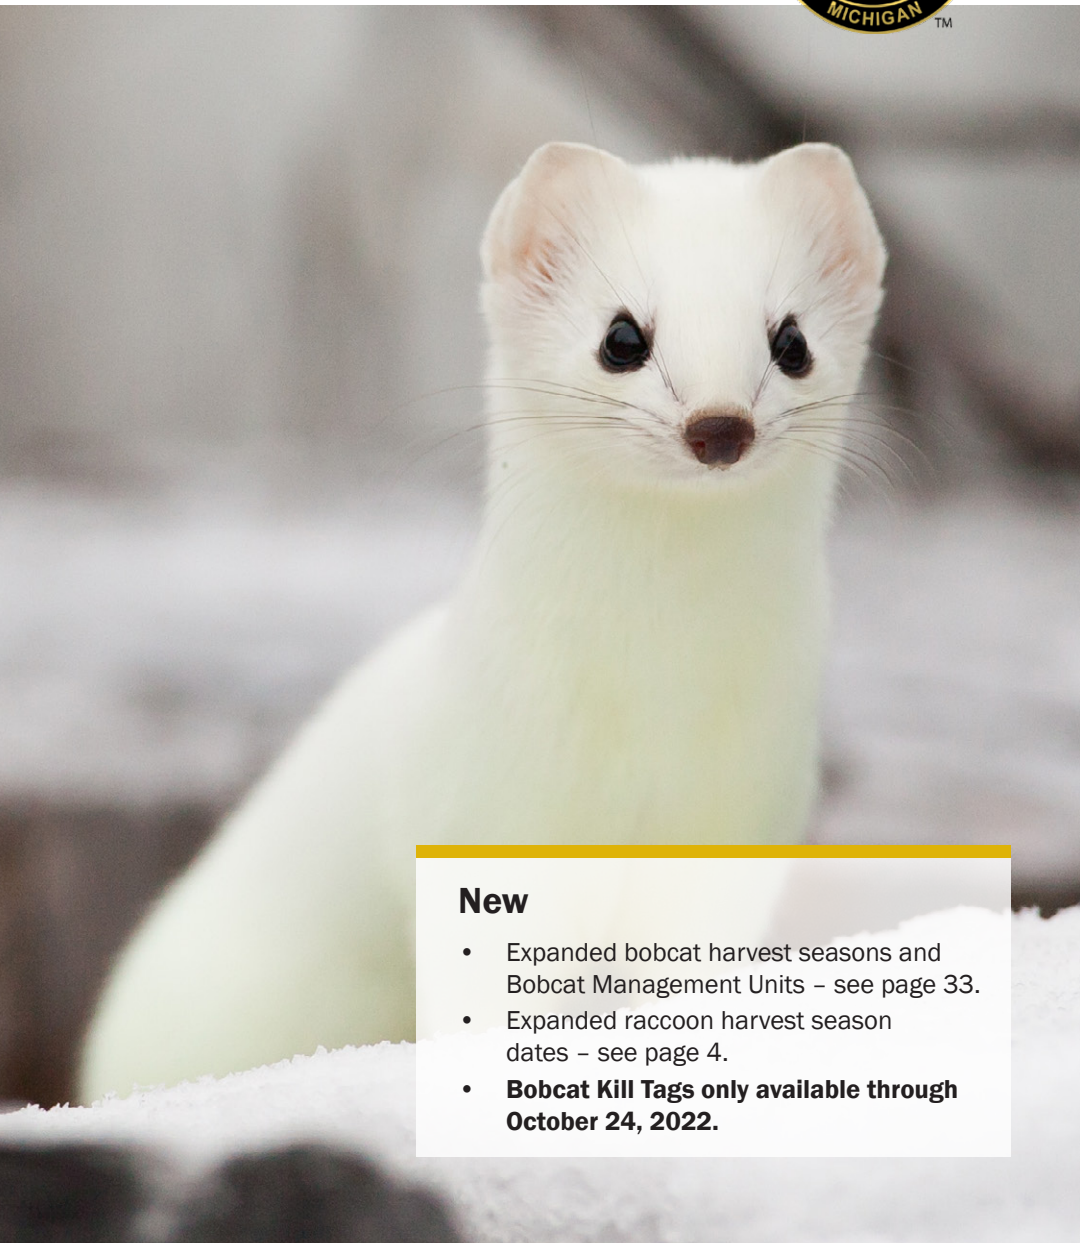 MICHIGAN
TM
New
• Expanded bobcat harvest seasons and
Bobcat Management Units – see page 33.
• Expanded raccoon harvest season
dates – see page 4.
• Bobcat Kill Tags only available through
October 24, 2022.